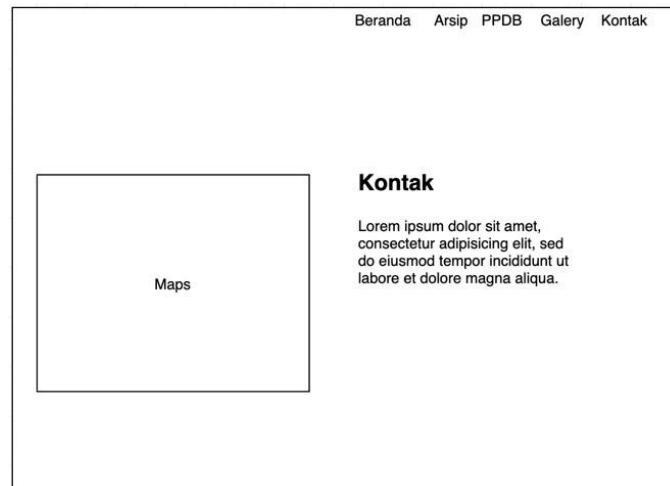 Beranda Arsip PPDB Galery Kontak
Maps
Kontak
Lorem ipsum dolor sit amet,
consectetur adipisicing elit, sed
do eiusmod tempor incididunt ut
labore et dolore magna aliqua.